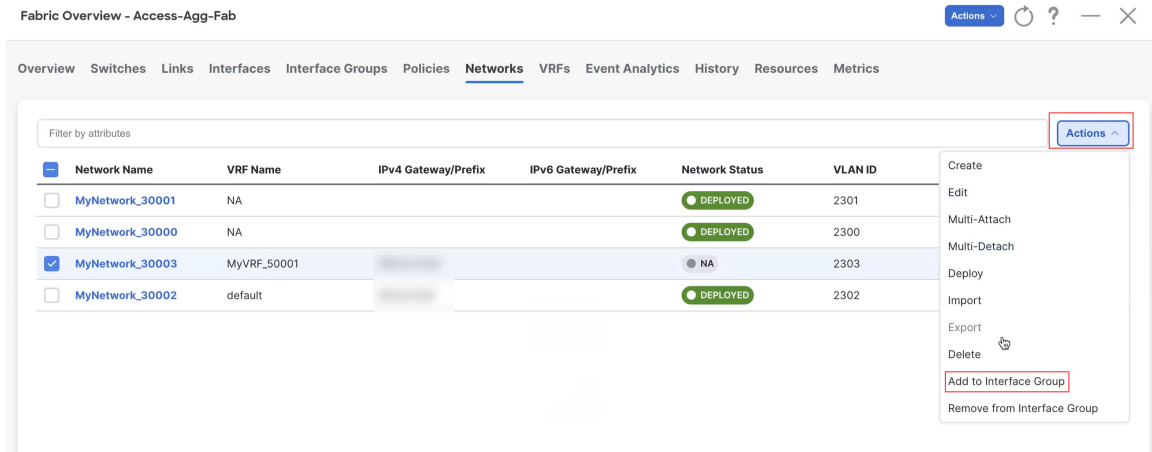 Fabric Overview - Access-Agg-Fab Actions ?
Overview Switches Links Interfaces Interface Groups Policies Networks VRFs Event Analytics History Resources Metrics
Filter by attributes Actions
Network Name VRF Name IPv4 Gateway/Prefix IPv6 Gateway/Prefix Network Status VLAN ID
MyNetwork_30001 NA DEPLOYED 2301
MyNetwork_30000 NA DEPLOYED 2300
MyNetwork_30003 MyVRF_50001 NA 2303
MyNetwork_30002 default DEPLOYED 2302
Create
Edit
Multi-Attach
Multi-Detach
Deploy
Import
Export
Delete
Add to Interface Group
Remove from Interface Group